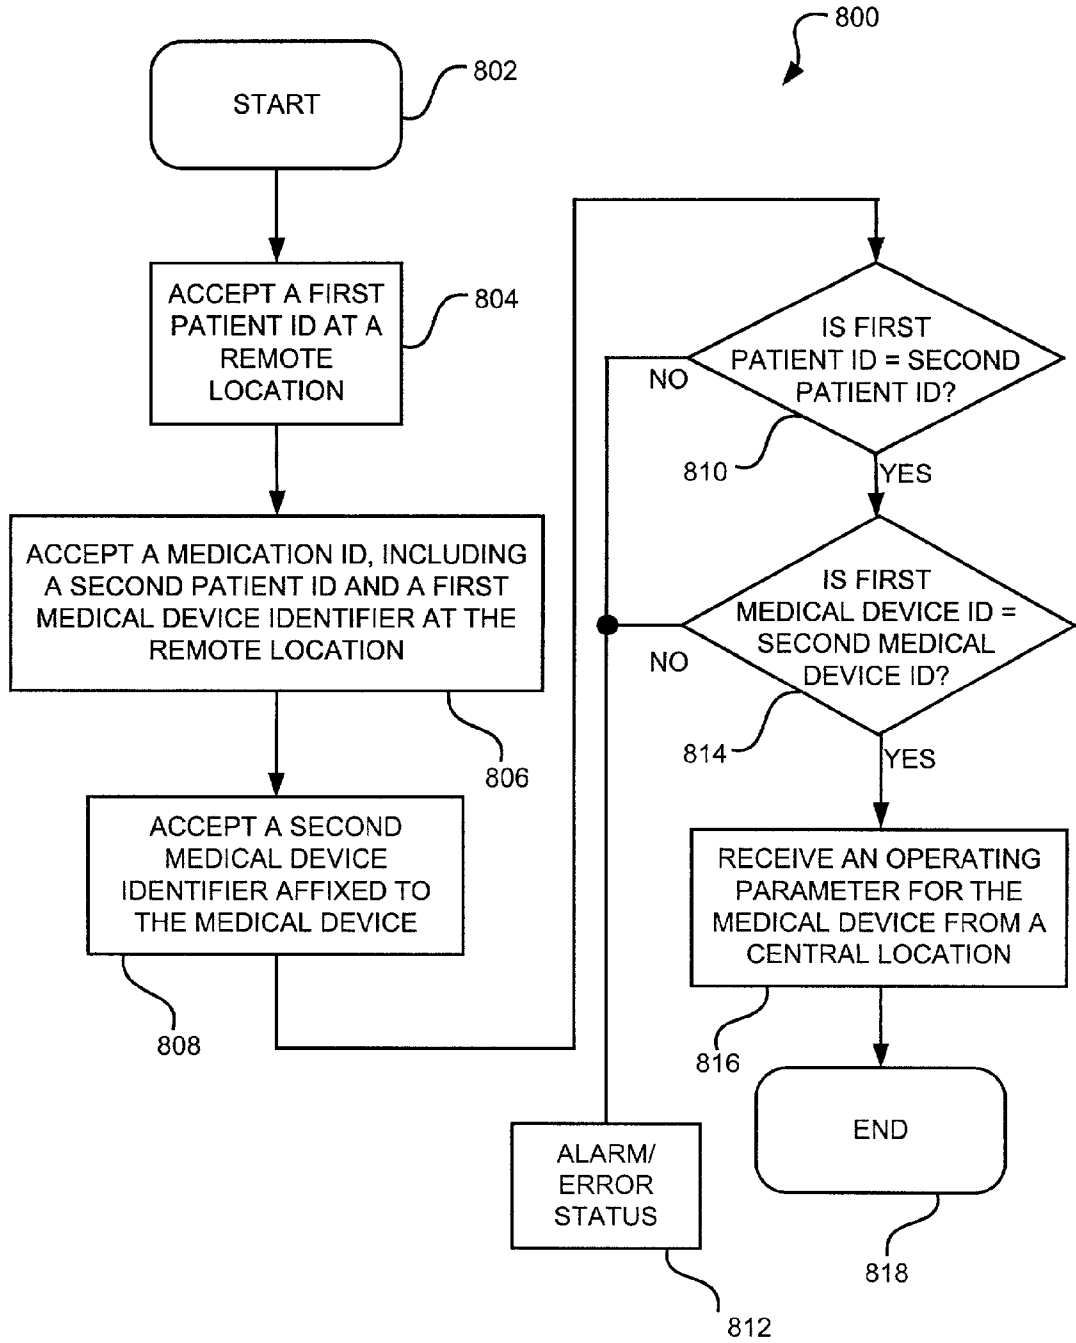 800
START
802
ACCEPT A FIRST
PATIENT ID AT A
REMOTE
LOCATION
804
ACCEPT A MEDICATION ID, INCLUDING
A SECOND PATIENT ID AND A FIRST
MEDICAL DEVICE IDENTIFIER AT THE
REMOTE LOCATION
806
ACCEPT A SECOND
MEDICAL DEVICE
IDENTIFIER AFFIXED TO
THE MEDICAL DEVICE
808
IS FIRST
PATIENT ID = SECOND
PATIENT ID?
NO
810
YES
IS FIRST
MEDICAL DEVICE ID =
SECOND MEDICAL
DEVICE ID?
NO
814
YES
RECEIVE AN OPERATING
PARAMETER FOR THE
MEDICAL DEVICE FROM A
CENTRAL LOCATION
816
END
818
ALARM/
ERROR
STATUS
812